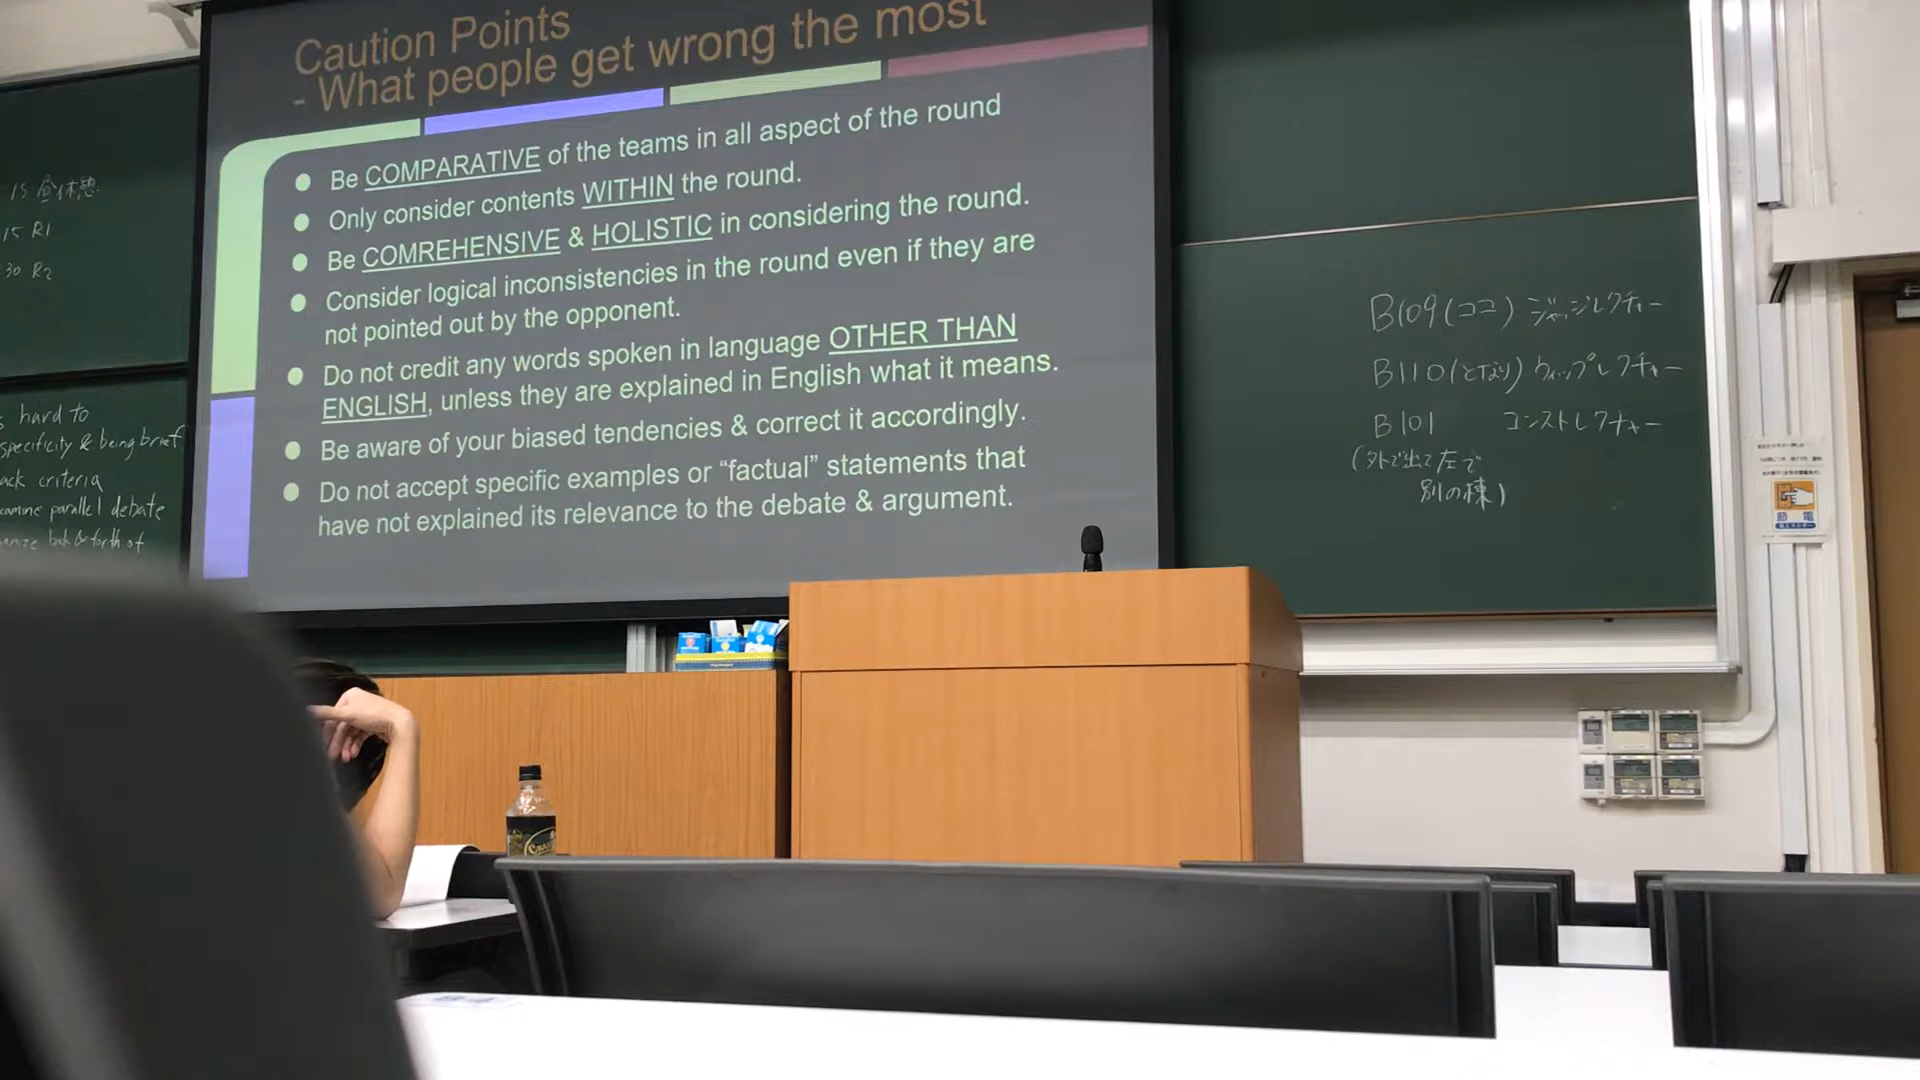 Caution Points
- What people get wrong the most
Be COMPARATIVE of the teams in all aspect of the round
Only consider contents WITHIN the round.
Be COMREHENSIVE & HOLISTIC in considering the round.
Consider logical inconsistencies in the round even if they are
not pointed out by the opponent.
Do not credit any words spoken in language OTHER THAN
ENGLISH, unless they are explained in English what it means.
Be aware of your biased tendencies & correct it accordingly.
Do not accept specific examples or “factual” statements that
have not explained its relevance to the debate & argument.
15 昼休憩
15 R1
30 R2
hard to
specificity & being brief
criteria
parallel debate
back & forth of
B109(ココ) ジャッジレクチャー
B110(となり) ウィップレクチャー
B101 コンストレクチャー
(外で出て左で
別の棟)
節電